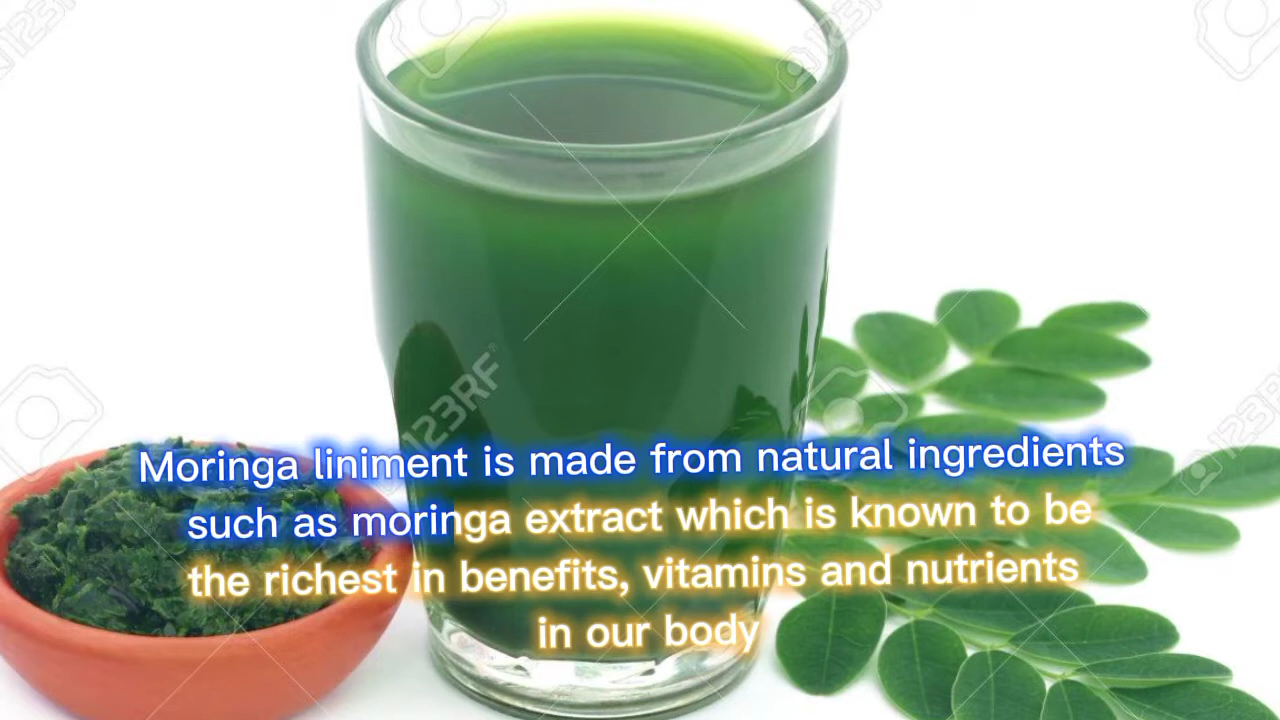 123RF
Moringa liniment is made from natural ingredients
such as moringa extract which is known to be
the richest in benefits, vitamins and nutrients
in our body